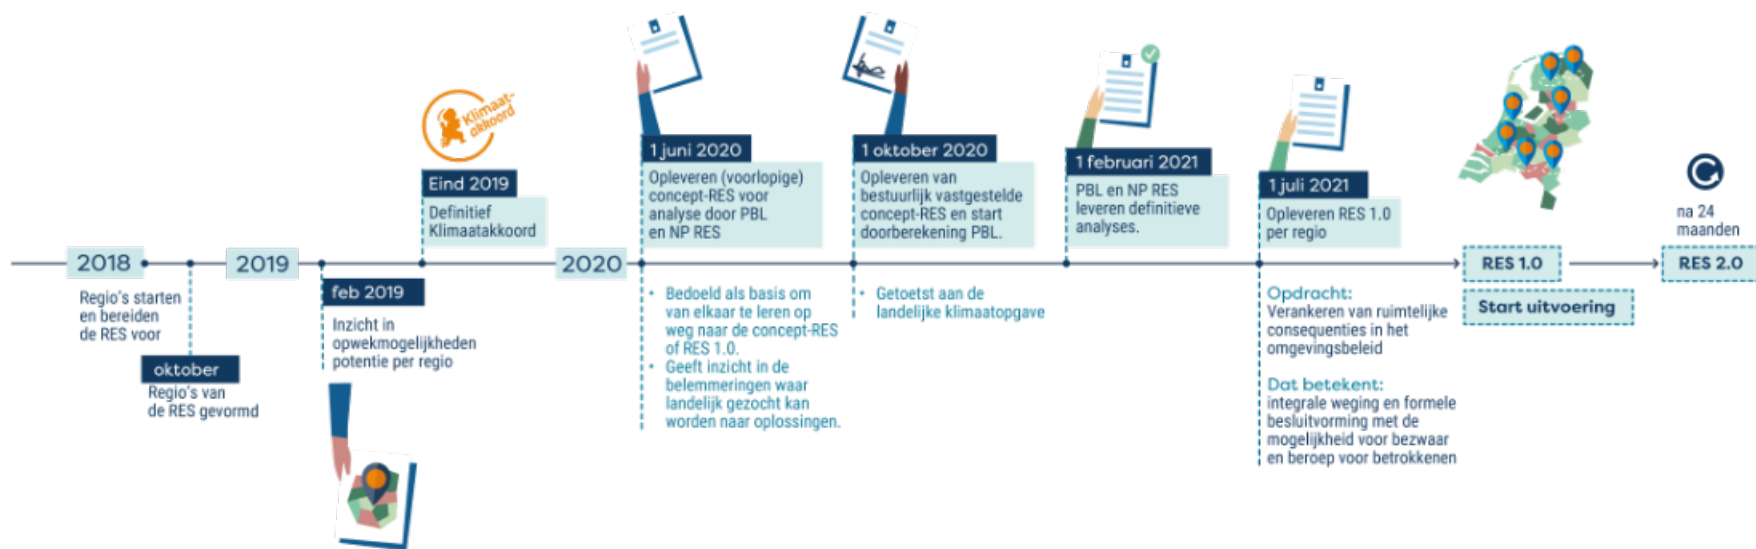 2018
Regio's starten
en bereiden
de RES voor
oktober
Regio's van
de RES gevormd
2019
feb 2019
Inzicht in
opwekmogelijkheden
potentie per regio
Klimaat-
akkoord
Eind 2019
Definitief
Klimaatakkoord
2020
1 juni 2020
Opleveren (voorlopige)
concept-RES voor
analyse door PBL
en NP RES
• Bedoeld als basis om
van elkaar te leren op
weg naar de concept-RES
of RES 1.0.
• Geeft inzicht in de
belemmeringen waar
landelijk gezocht kan
worden naar oplossingen.
1 oktober 2020
Opleveren van
bestuurlijk vastgestelde
concept-RES en start
doorberekening PBL.
• Getoetst aan de
landelijke klimaatopgave
1 februari 2021
PBL en NP RES
leveren definitieve
analyses.
1 juli 2021
Opleveren RES 1.0
per regio
Opdracht:
Verankeren van ruimtelijke
consequenties in het
omgevingsbeleid
Dat betekent:
integrale weging en formele
besluitvorming met de
mogelijkheid voor bezwaar
en beroep voor betrokkenen
RES 1.0
Start uitvoering
na 24
maanden
RES 2.0